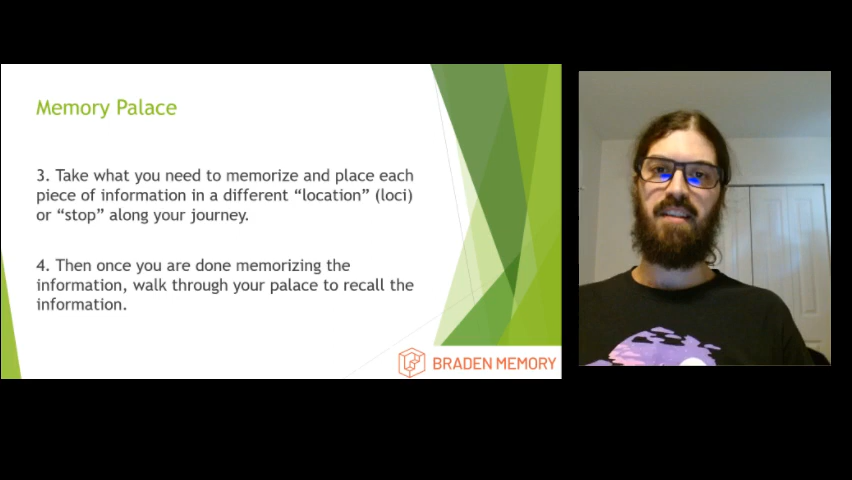 Memory Palace
3. Take what you need to memorize and place each
piece of information in a different “location” (loci)
or “stop” along your journey.
4. Then once you are done memorizing the
information, walk through your palace to recall the
information.
BRADEN MEMORY